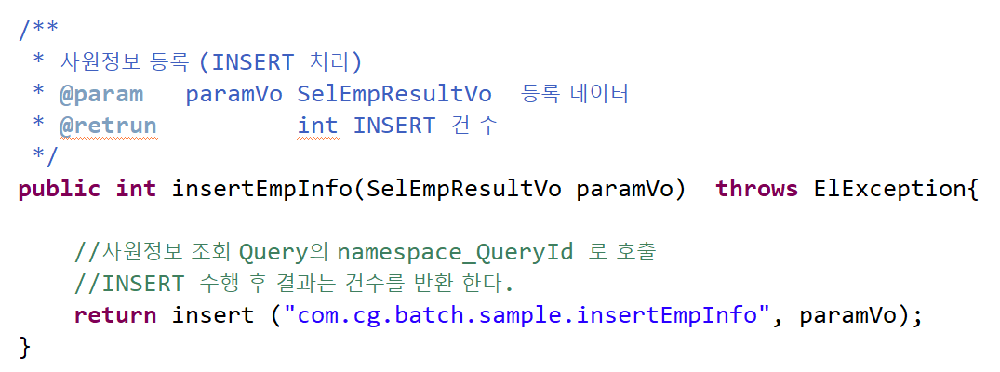 /**
 * 사원정보 등록 (INSERT 처리)
 * @param   paramVo SelEmpResultVo  등록 데이터
 * @retrun          int INSERT 건 수
 */
public int insertEmpInfo(SelEmpResultVo paramVo)  throws ElException{
    //사원정보 조회 Query의 namespace_QueryId 로 호출
    //INSERT 수행 후 결과는 건수를 반환 한다.
    return insert ("com.cg.batch.sample.insertEmpInfo", paramVo);
}